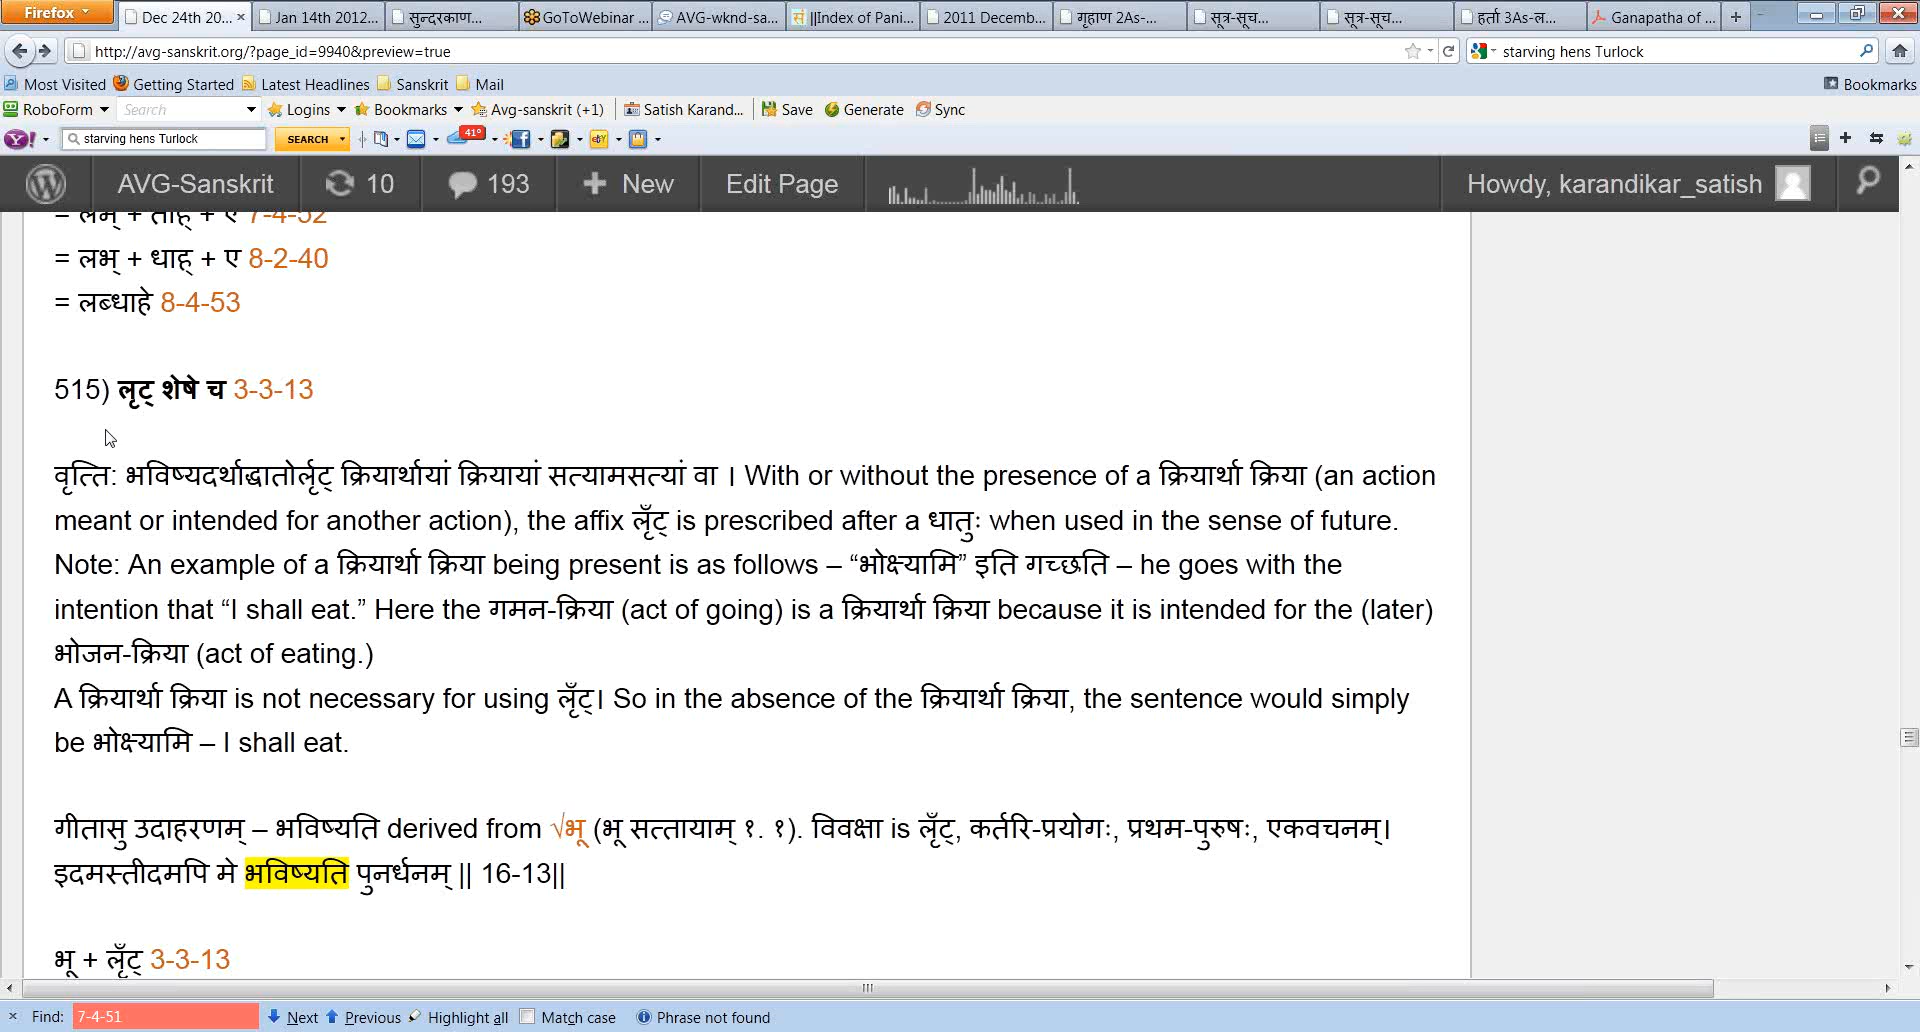 Firefox
Dec 24th 20...
Jan 14th 2012...
सुन्दरकाण...
GoToWebinar ...
AVG-wknd-sa...
||Index of Pani...
2011 Decemb...
गृहाण 2As-...
सूत्र-सूच...
सूत्र-सूच...
हर्ता 3As-ल...
Ganapatha of ...
http://avg-sanskrit.org/?page_id=9940&preview=true
starving hens Turlock
Most Visited Getting Started Latest Headlines Sanskrit Mail
Bookmarks
RoboForm Search Logins Bookmarks Avg-sanskrit (+1) Satish Karand... Save Generate Sync
starving hens Turlock SEARCH 41°
AVG-Sanskrit 10 193 + New Edit Page Howdy, karandikar_satish
= लभ् + ताह् + ए 7-4-52
= लभ् + धाह् + ए 8-2-40
= लब्धाहे 8-4-53
515) लृट् शेषे च 3-3-13
वृत्ति: भविष्यदर्थाद्धातोर्लृट् क्रियार्थायां क्रियायां सत्यामसत्यां वा । With or without the presence of a क्रियार्था क्रिया (an action
meant or intended for another action), the affix लृँट् is prescribed after a धातुः when used in the sense of future.
Note: An example of a क्रियार्था क्रिया being present is as follows – “भोक्ष्यामि” इति गच्छति – he goes with the
intention that “I shall eat.” Here the गमन-क्रिया (act of going) is a क्रियार्था क्रिया because it is intended for the (later)
भोजन-क्रिया (act of eating.)
A क्रियार्था क्रिया is not necessary for using लृँट्। So in the absence of the क्रियार्था क्रिया, the sentence would simply
be भोक्ष्यामि – I shall eat.
गीतासु उदाहरणम् – भविष्यति derived from √भू (भू सत्तायाम् १. १). विवक्षा is लृँट्, कर्तरि-प्रयोगः, प्रथम-पुरुषः, एकवचनम्।
इदमस्तीदमपि मे भविष्यति पुनर्धनम् || 16-13||
भू + लृँट् 3-3-13
× Find: 7-4-51 Next Previous Highlight all Match case Phrase not found